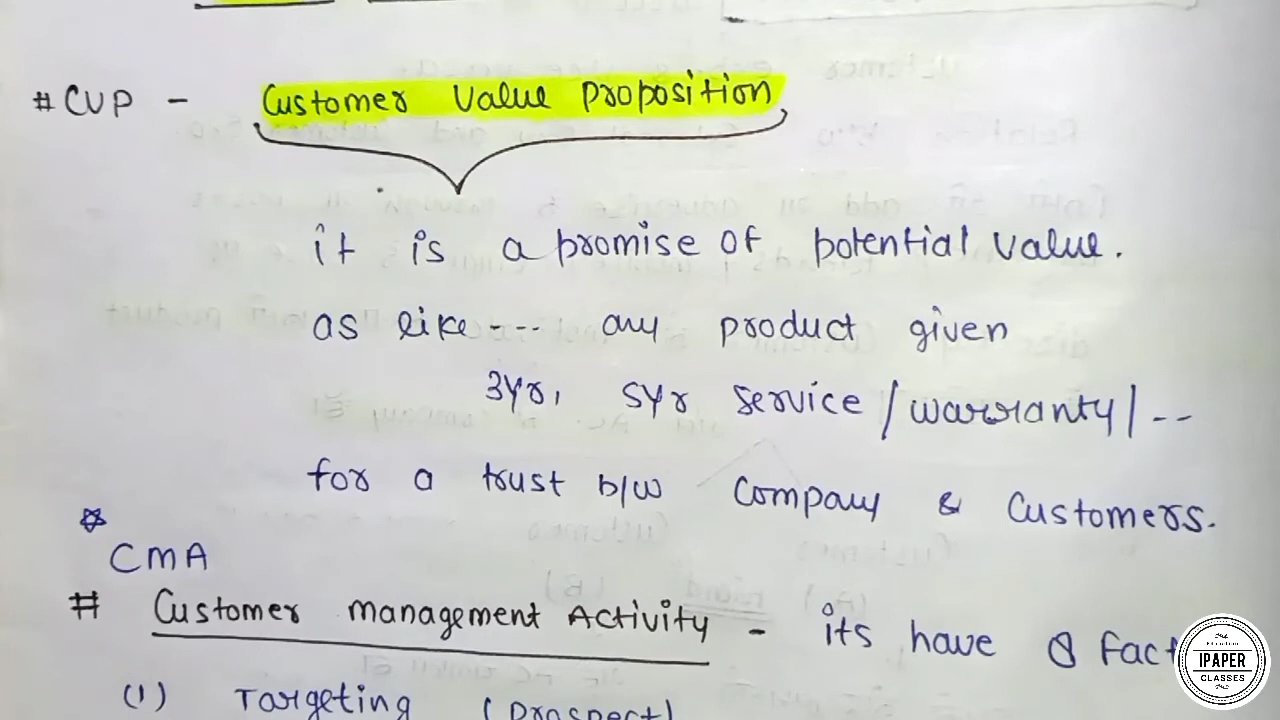 # CVP - Customer Value proposition
it is a promise of potential value.
as like --- any product given
3yr, 5yr service / warranty / --
for a trust b/w Company & Customers.
CMA
# Customer management Activity - its have 8 fact
(1) Targeting (Prospect)
IPAPER
CLASSES